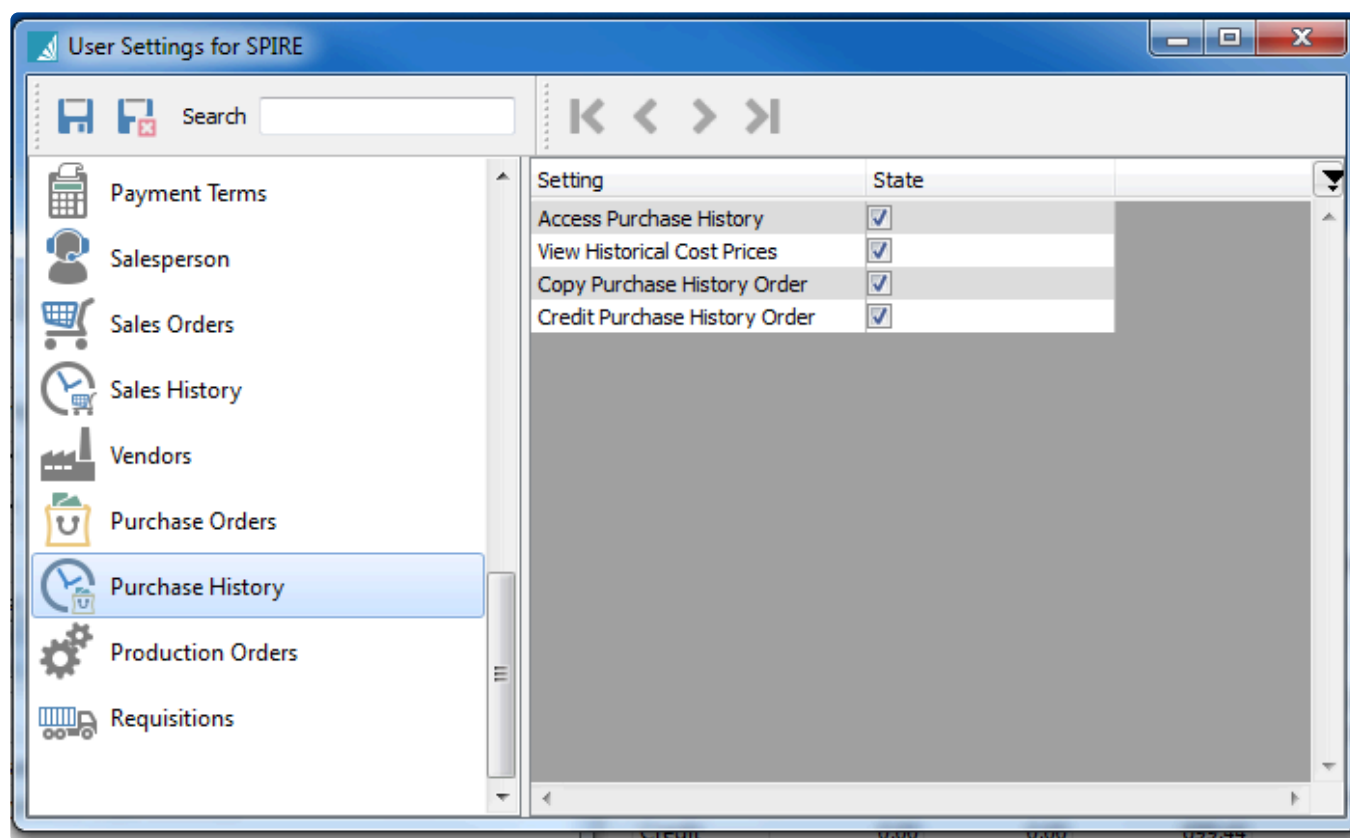 User Settings for SPIRE
Search
Payment Terms
Salesperson
Sales Orders
Sales History
Vendors
Purchase Orders
Purchase History
Production Orders
Requisitions
Setting State
Access Purchase History
View Historical Cost Prices
Copy Purchase History Order
Credit Purchase History Order